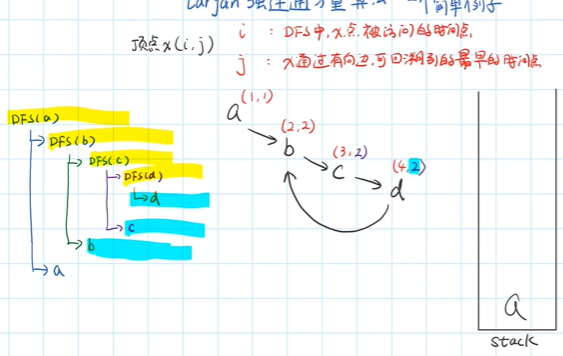 Tarjan 强连通分量算法 一个简单例子
顶点x(i,j)
i : DFS中,x点被访问的时间点
j : x通过有向边,可回溯到的最早的时间点
DFS(a)
DFS(b)
DFS(c)
DFS(d)
d
c
b
a
a (1,1)
b (2,2)
c (3,2)
d (4,2)
a
stack